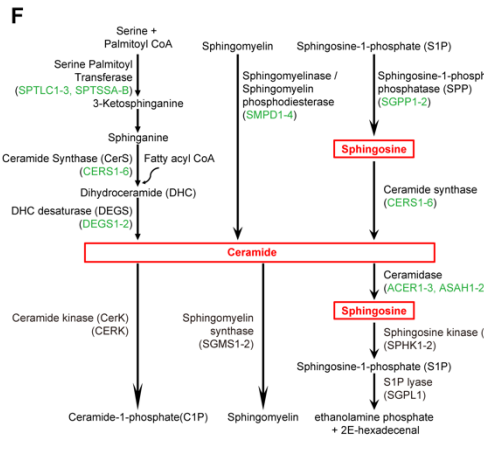 F
Serine +
Palmitoyl CoA
Serine Palmitoyl
Transferase
(SPTLC1-3, SPTSSA-B)
3-Ketosphinganine
Sphinganine
Ceramide Synthase (CerS)
(CERS1-6)
Fatty acyl CoA
Dihydroceramide (DHC)
DHC desaturase (DEGS)
(DEGS1-2)
Sphingomyelin
Sphingomyelinase /
Sphingomyelin
phosphodiesterase
(SMPD1-4)
Sphingosine-1-phosphate (S1P)
Sphingosine-1-phosph
phosphatase (SPP)
(SGPP1-2)
Sphingosine
Ceramide synthase
(CERS1-6)
Ceramide
Ceramide kinase (CerK)
(CERK)
Ceramide-1-phosphate(C1P)
Sphingomyelin
synthase
(SGMS1-2)
Sphingomyelin
Ceramidase
(ACER1-3, ASAH1-2
Sphingosine
Sphingosine kinase (
(SPHK1-2)
Sphingosine-1-phosphate (S1P)
S1P lyase
(SGPL1)
ethanolamine phosphate
+ 2E-hexadecenal